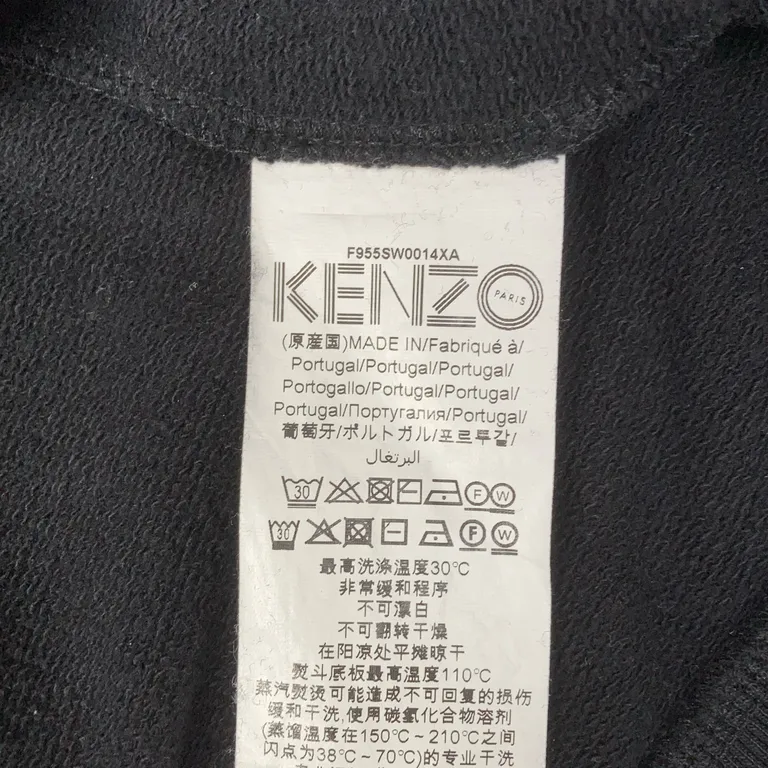 F955SW0014XA
KENZO PARIS
(原産国)MADE IN/Fabriqué à/
Portugal/Portugal/Portugal/
Portogallo/Portugal/Portugal/
Portugal/Португалия/Portugal/
葡萄牙/ポルトガル/포르투갈/
البرتغال
30 F W
30 F W
最高洗涤温度30°C
非常缓和程序
不可漂白
不可翻转干燥
在阳凉处平摊晾干
熨斗底板最高温度110°C
蒸汽熨烫可能造成不可回复的损伤
缓和干洗,使用碳氢化合物溶剂
(蒸馏温度在150°C~210°C之间
闪点为38°C~70°C)的专业干洗